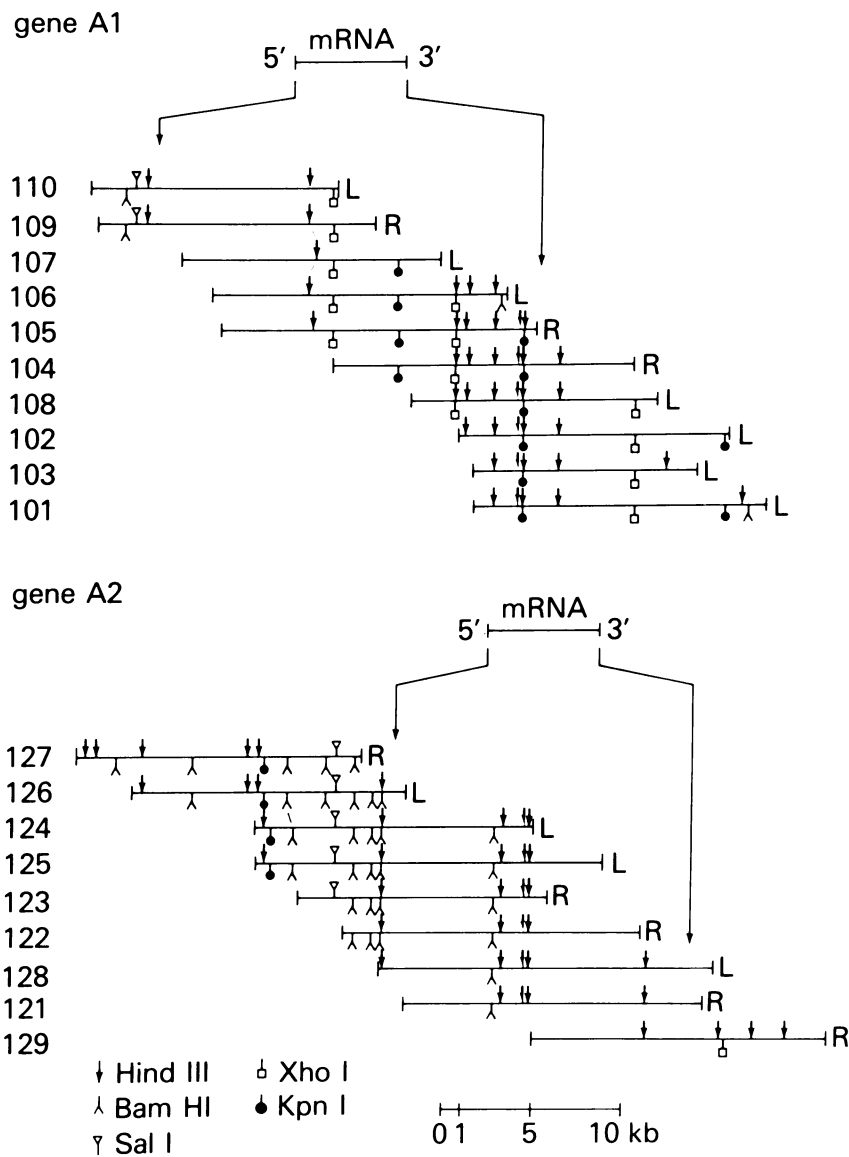 gene A1
mRNA
5′ 3′
110 L
109 R
107 L
106 L
105 R
104 R
108 L
102 L
103 L
101 L
gene A2
mRNA
5′ 3′
127 R
126 L
124 L
125 L
123 R
122 R
128 L
121 R
129 R
Hind III Xho I
Bam HI Kpn I
Sal I
0 1 5 10 kb